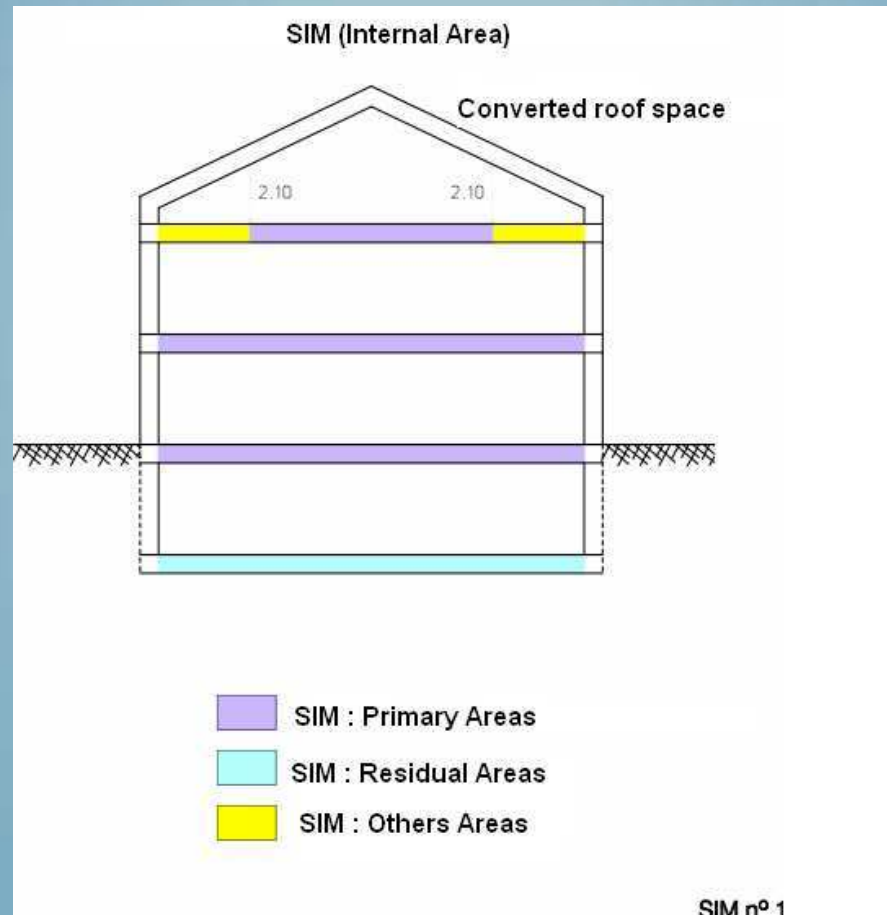 SIM (Internal Area)
Converted roof space
2.10 2.10
SIM : Primary Areas
SIM : Residual Areas
SIM : Others Areas
SIM nº 1